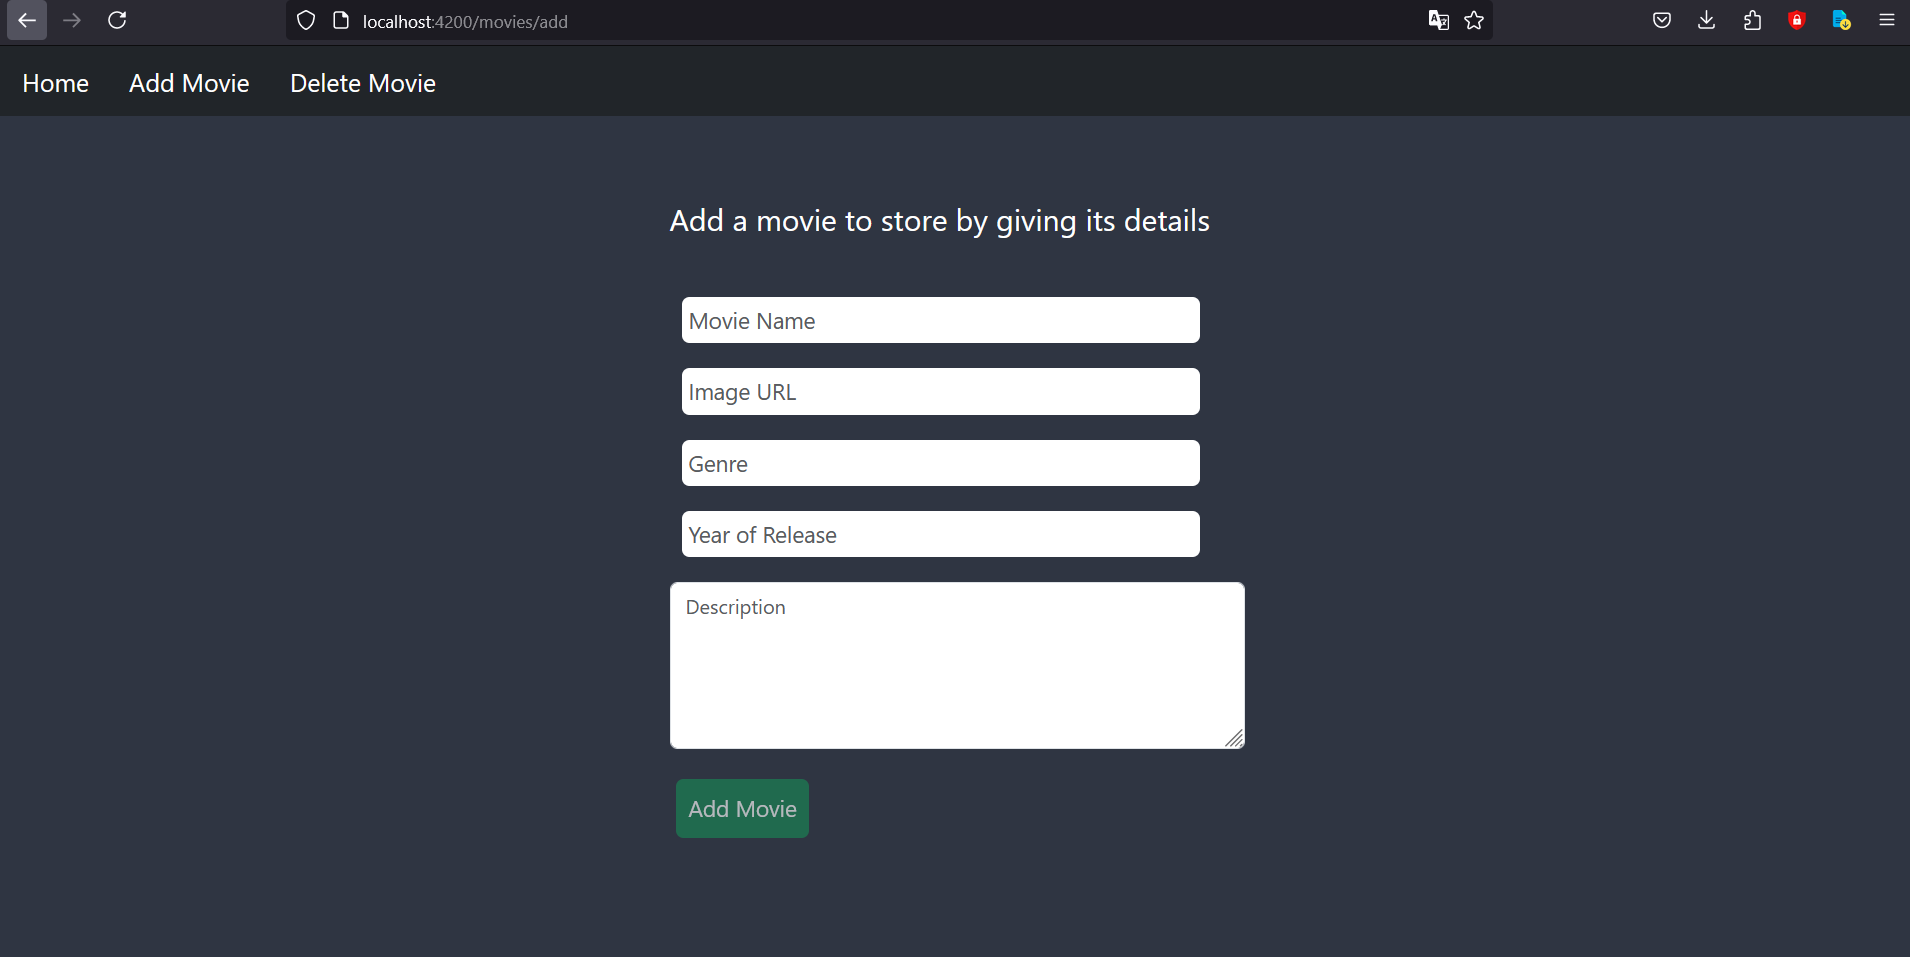 localhost:4200/movies/add
Home Add Movie Delete Movie
Add a movie to store by giving its details
Movie Name
Image URL
Genre
Year of Release
Description
Add Movie